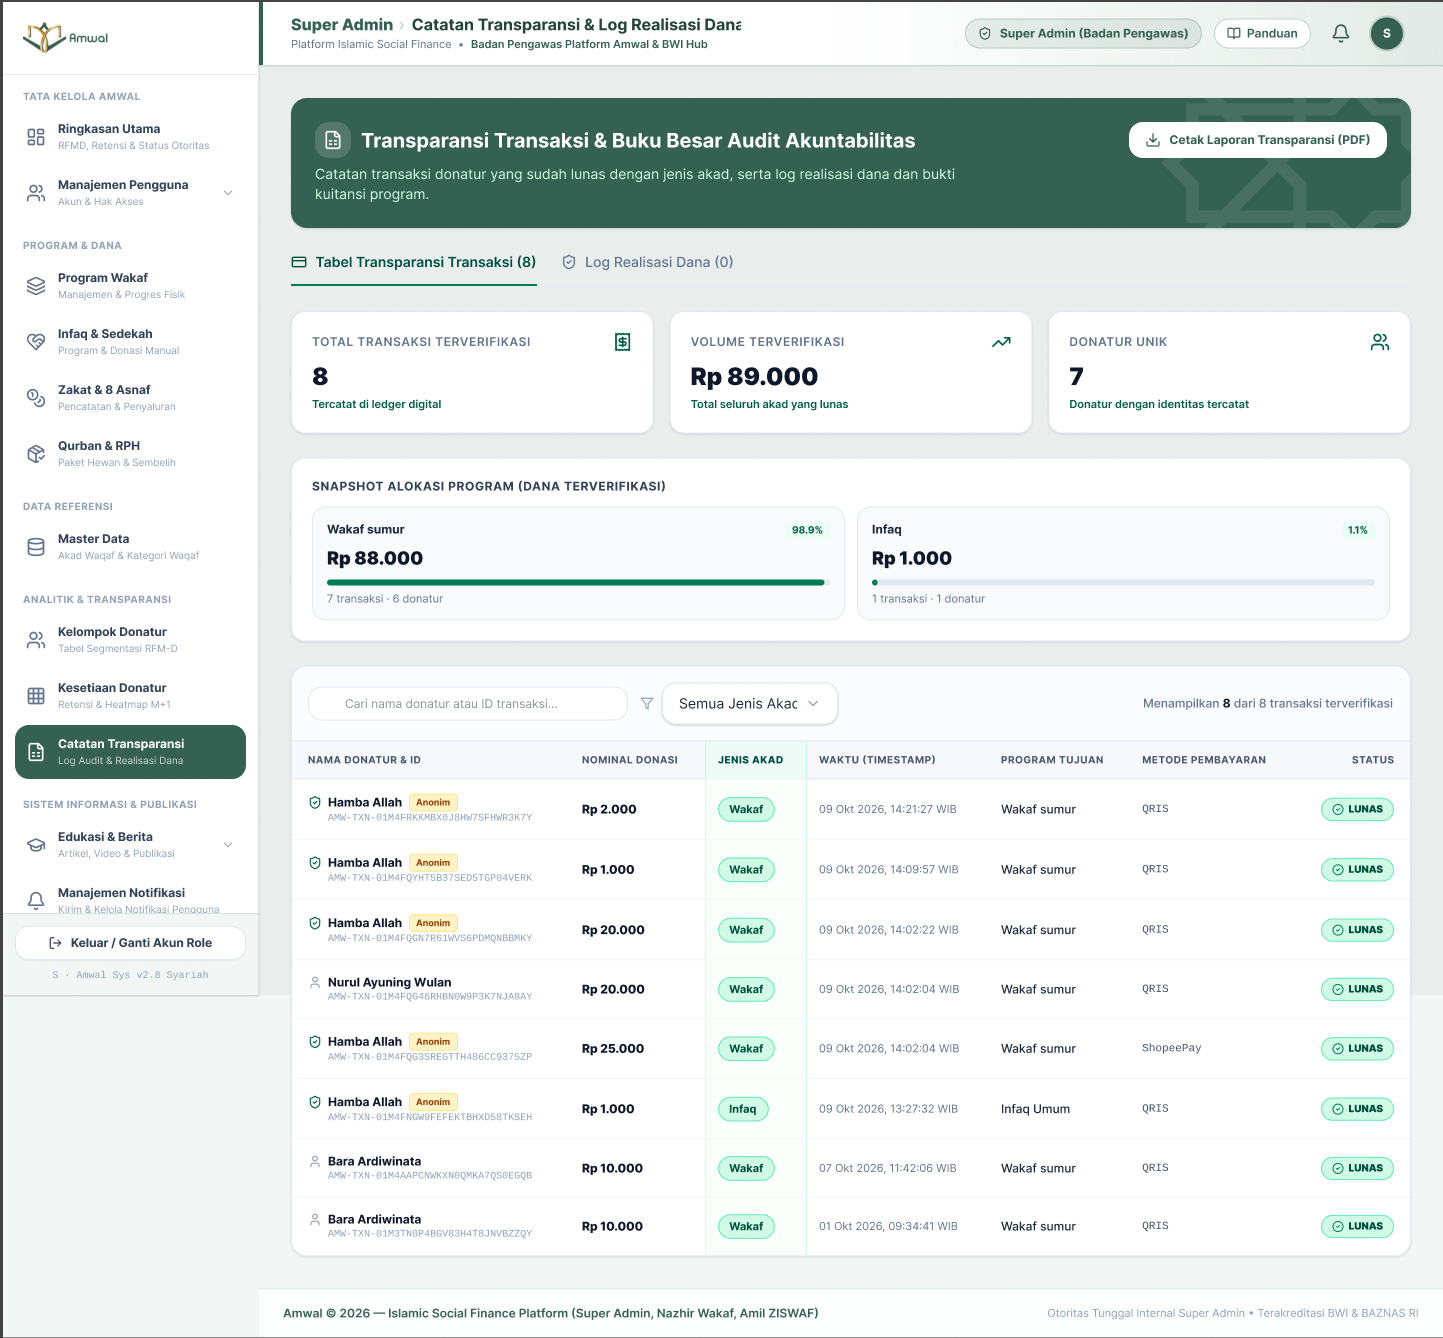 Amwal
Super Admin › Catatan Transparansi & Log Realisasi Dana
Platform Islamic Social Finance • Badan Pengawas Platform Amwal & BWI Hub
Super Admin (Badan Pengawas)
Panduan
S
TATA KELOLA AMWAL
Ringkasan Utama
RFMD, Retensi & Status Otoritas
Manajemen Pengguna
Akun & Hak Akses
PROGRAM & DANA
Program Wakaf
Manajemen & Progres Fisik
Infaq & Sedekah
Program & Donasi Manual
Zakat & 8 Asnaf
Pencatatan & Penyaluran
Qurban & RPH
Paket Hewan & Sembelih
DATA REFERENSI
Master Data
Akad Waqaf & Kategori Waqaf
ANALITIK & TRANSPARANSI
Kelompok Donatur
Tabel Segmentasi RFM-D
Kesetiaan Donatur
Retensi & Heatmap M+1
Catatan Transparansi
Log Audit & Realisasi Dana
SISTEM INFORMASI & PUBLIKASI
Edukasi & Berita
Artikel, Video & Publikasi
Manajemen Notifikasi
Kirim & Kelola Notifikasi Pengguna
Keluar / Ganti Akun Role
S · Amwal Sys v2.8 Syariah
Transparansi Transaksi & Buku Besar Audit Akuntabilitas
Catatan transaksi donatur yang sudah lunas dengan jenis akad, serta log realisasi dana dan bukti
kuitansi program.
Cetak Laporan Transparansi (PDF)
Tabel Transparansi Transaksi (8)
Log Realisasi Dana (0)
TOTAL TRANSAKSI TERVERIFIKASI
8
Tercatat di ledger digital
VOLUME TERVERIFIKASI
Rp 89.000
Total seluruh akad yang lunas
DONATUR UNIK
7
Donatur dengan identitas tercatat
SNAPSHOT ALOKASI PROGRAM (DANA TERVERIFIKASI)
Wakaf sumur 98.9%
Rp 88.000
7 transaksi · 6 donatur
Infaq 1.1%
Rp 1.000
1 transaksi · 1 donatur
Cari nama donatur atau ID transaksi...
Semua Jenis Akad
Menampilkan 8 dari 8 transaksi terverifikasi
NAMA DONATUR & ID NOMINAL DONASI JENIS AKAD WAKTU (TIMESTAMP) PROGRAM TUJUAN METODE PEMBAYARAN STATUS
Hamba Allah Anonim Rp 2.000 Wakaf 09 Okt 2026, 14:21:27 WIB Wakaf sumur QRIS LUNAS
AMW-TXN-01M4FRKKMBX0J8HW7SFHWR3K7Y
Hamba Allah Anonim Rp 1.000 Wakaf 09 Okt 2026, 14:09:57 WIB Wakaf sumur QRIS LUNAS
AMW-TXN-01M4FQYHT5B37SED5TGP04VERK
Hamba Allah Anonim Rp 20.000 Wakaf 09 Okt 2026, 14:02:22 WIB Wakaf sumur QRIS LUNAS
AMW-TXN-01M4FQGN7R61WVS6PDMQNBBMKY
Nurul Ayuning Wulan Rp 20.000 Wakaf 09 Okt 2026, 14:02:04 WIB Wakaf sumur QRIS LUNAS
AMW-TXN-01M4FQG46RHBN0W9P3K7NJA8AY
Hamba Allah Anonim Rp 25.000 Wakaf 09 Okt 2026, 14:02:04 WIB Wakaf sumur ShopeePay LUNAS
AMW-TXN-01M4FQG3SREGTTH486CC9375ZP
Hamba Allah Anonim Rp 1.000 Infaq 09 Okt 2026, 13:27:32 WIB Infaq Umum QRIS LUNAS
AMW-TXN-01M4FNGW9FEFEKTBHXD58TKSEH
Bara Ardiwinata Rp 10.000 Wakaf 07 Okt 2026, 11:42:06 WIB Wakaf sumur QRIS LUNAS
AMW-TXN-01M4AAPCNWKXN0QMKA7QS0EGQB
Bara Ardiwinata Rp 10.000 Wakaf 01 Okt 2026, 09:34:41 WIB Wakaf sumur QRIS LUNAS
AMW-TXN-01M3TN0P4BGV83H4T8JNVBZZQY
Amwal © 2026 — Islamic Social Finance Platform (Super Admin, Nazhir Wakaf, Amil ZISWAF)
Otoritas Tunggal Internal Super Admin • Terakreditasi BWI & BAZNAS RI